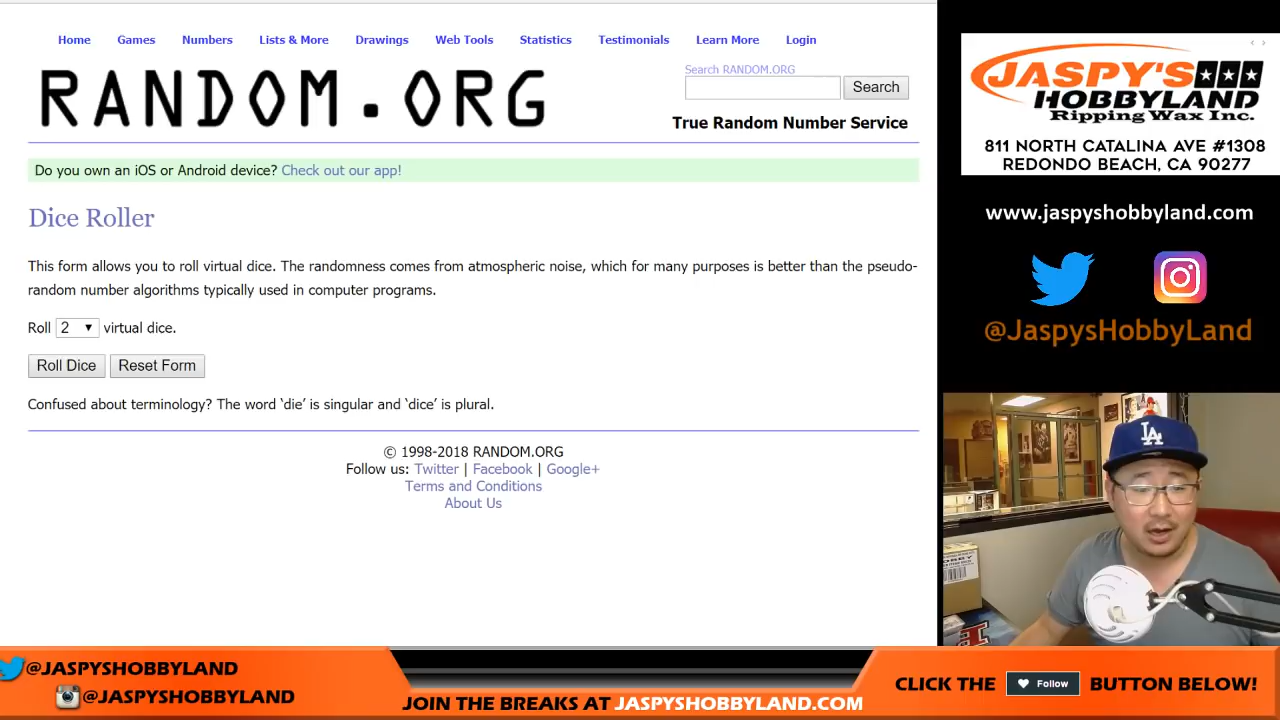 Home Games Numbers Lists & More Drawings Web Tools Statistics Testimonials Learn More Login
RANDOM.ORG
Search RANDOM.ORG
Search
True Random Number Service
Do you own an iOS or Android device? Check out our app!
Dice Roller
This form allows you to roll virtual dice. The randomness comes from atmospheric noise, which for many purposes is better than the pseudo-
random number algorithms typically used in computer programs.
Roll 2 virtual dice.
Roll Dice Reset Form
Confused about terminology? The word ‘die’ is singular and ‘dice’ is plural.
© 1998-2018 RANDOM.ORG
Follow us: Twitter | Facebook | Google+
Terms and Conditions
About Us
JASPY'S
HOBBYLAND
Ripping Wax Inc.
811 NORTH CATALINA AVE #1308
REDONDO BEACH, CA 90277
www.jaspyshobbyland.com
@JaspysHobbyLand
LA
@JASPYSHOBBYLAND
@JASPYSHOBBYLAND
JOIN THE BREAKS AT JASPYSHOBBYLAND.COM
CLICK THE Follow BUTTON BELOW!